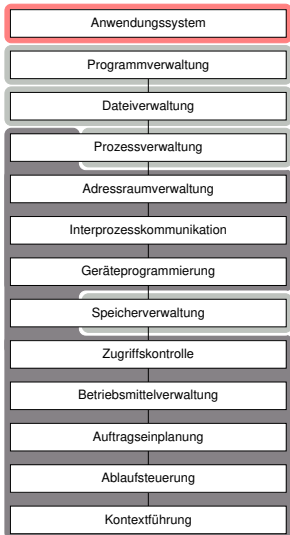 Anwendungssystem
Programmverwaltung
Dateiverwaltung
Prozessverwaltung
Adressraumverwaltung
Interprozesskommunikation
Geräteprogrammierung
Speicherverwaltung
Zugriffskontrolle
Betriebsmittelverwaltung
Auftragseinplanung
Ablaufsteuerung
Kontextführung